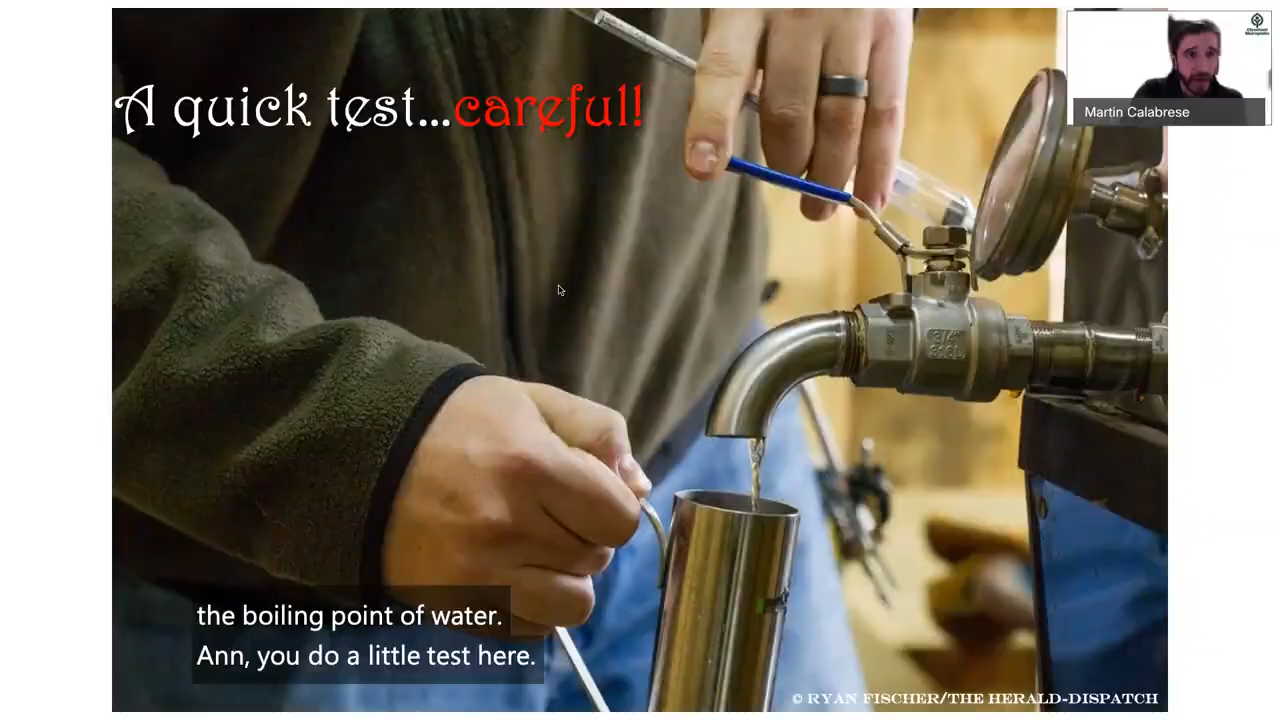 A quick test...careful!
Martin Calabrese
the boiling point of water.
Ann, you do a little test here.
© RYAN FISCHER/THE HERALD-DISPATCH